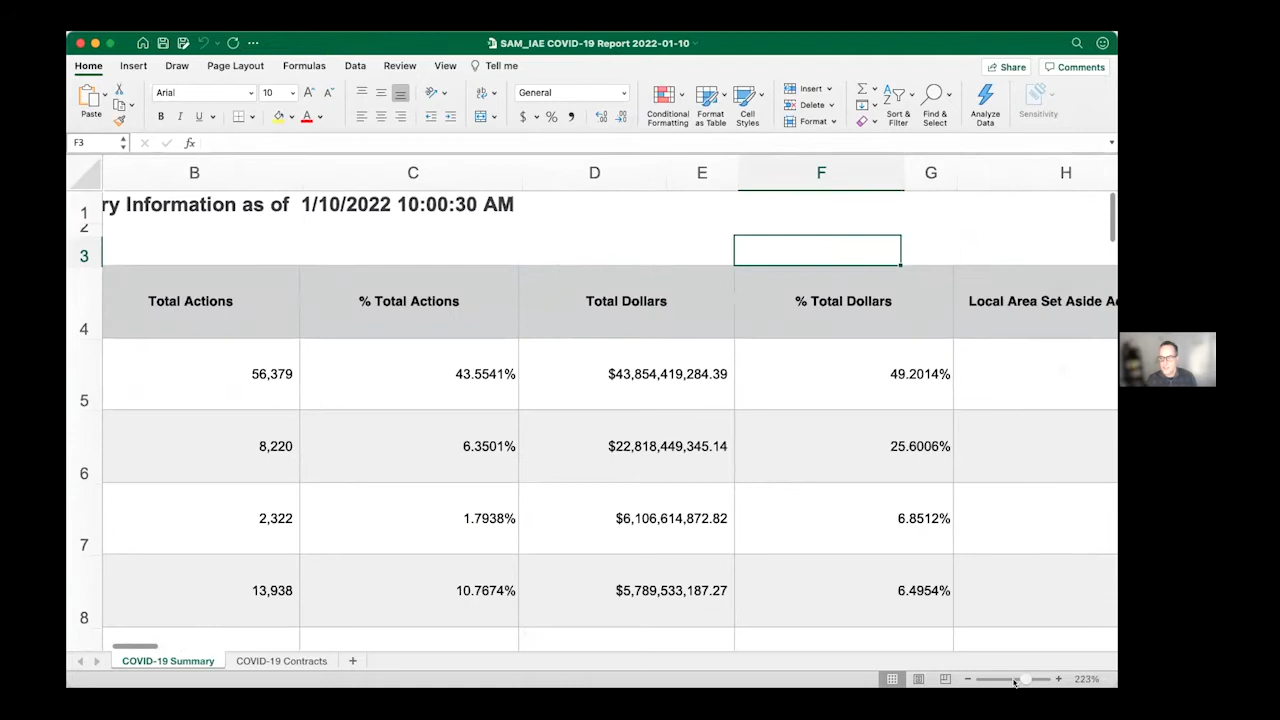 SAM_IAE COVID-19 Report 2022-01-10
Home Insert Draw Page Layout Formulas Data Review View Tell me Share Comments
Paste Arial 10 General Conditional Formatting Format as Table Cell Styles Insert Delete Format Sort & Filter Find & Select Analyze Data Sensitivity
B I U A $ % 9
F3 fx
B C D E F G H
1 ry Information as of 1/10/2022 10:00:30 AM
2
3
4 Total Actions % Total Actions Total Dollars % Total Dollars Local Area Set Aside A
5 56,379 43.5541% $43,854,419,284.39 49.2014%
6 8,220 6.3501% $22,818,449,345.14 25.6006%
7 2,322 1.7938% $6,106,614,872.82 6.8512%
8 13,938 10.7674% $5,789,533,187.27 6.4954%
COVID-19 Summary COVID-19 Contracts +
223%